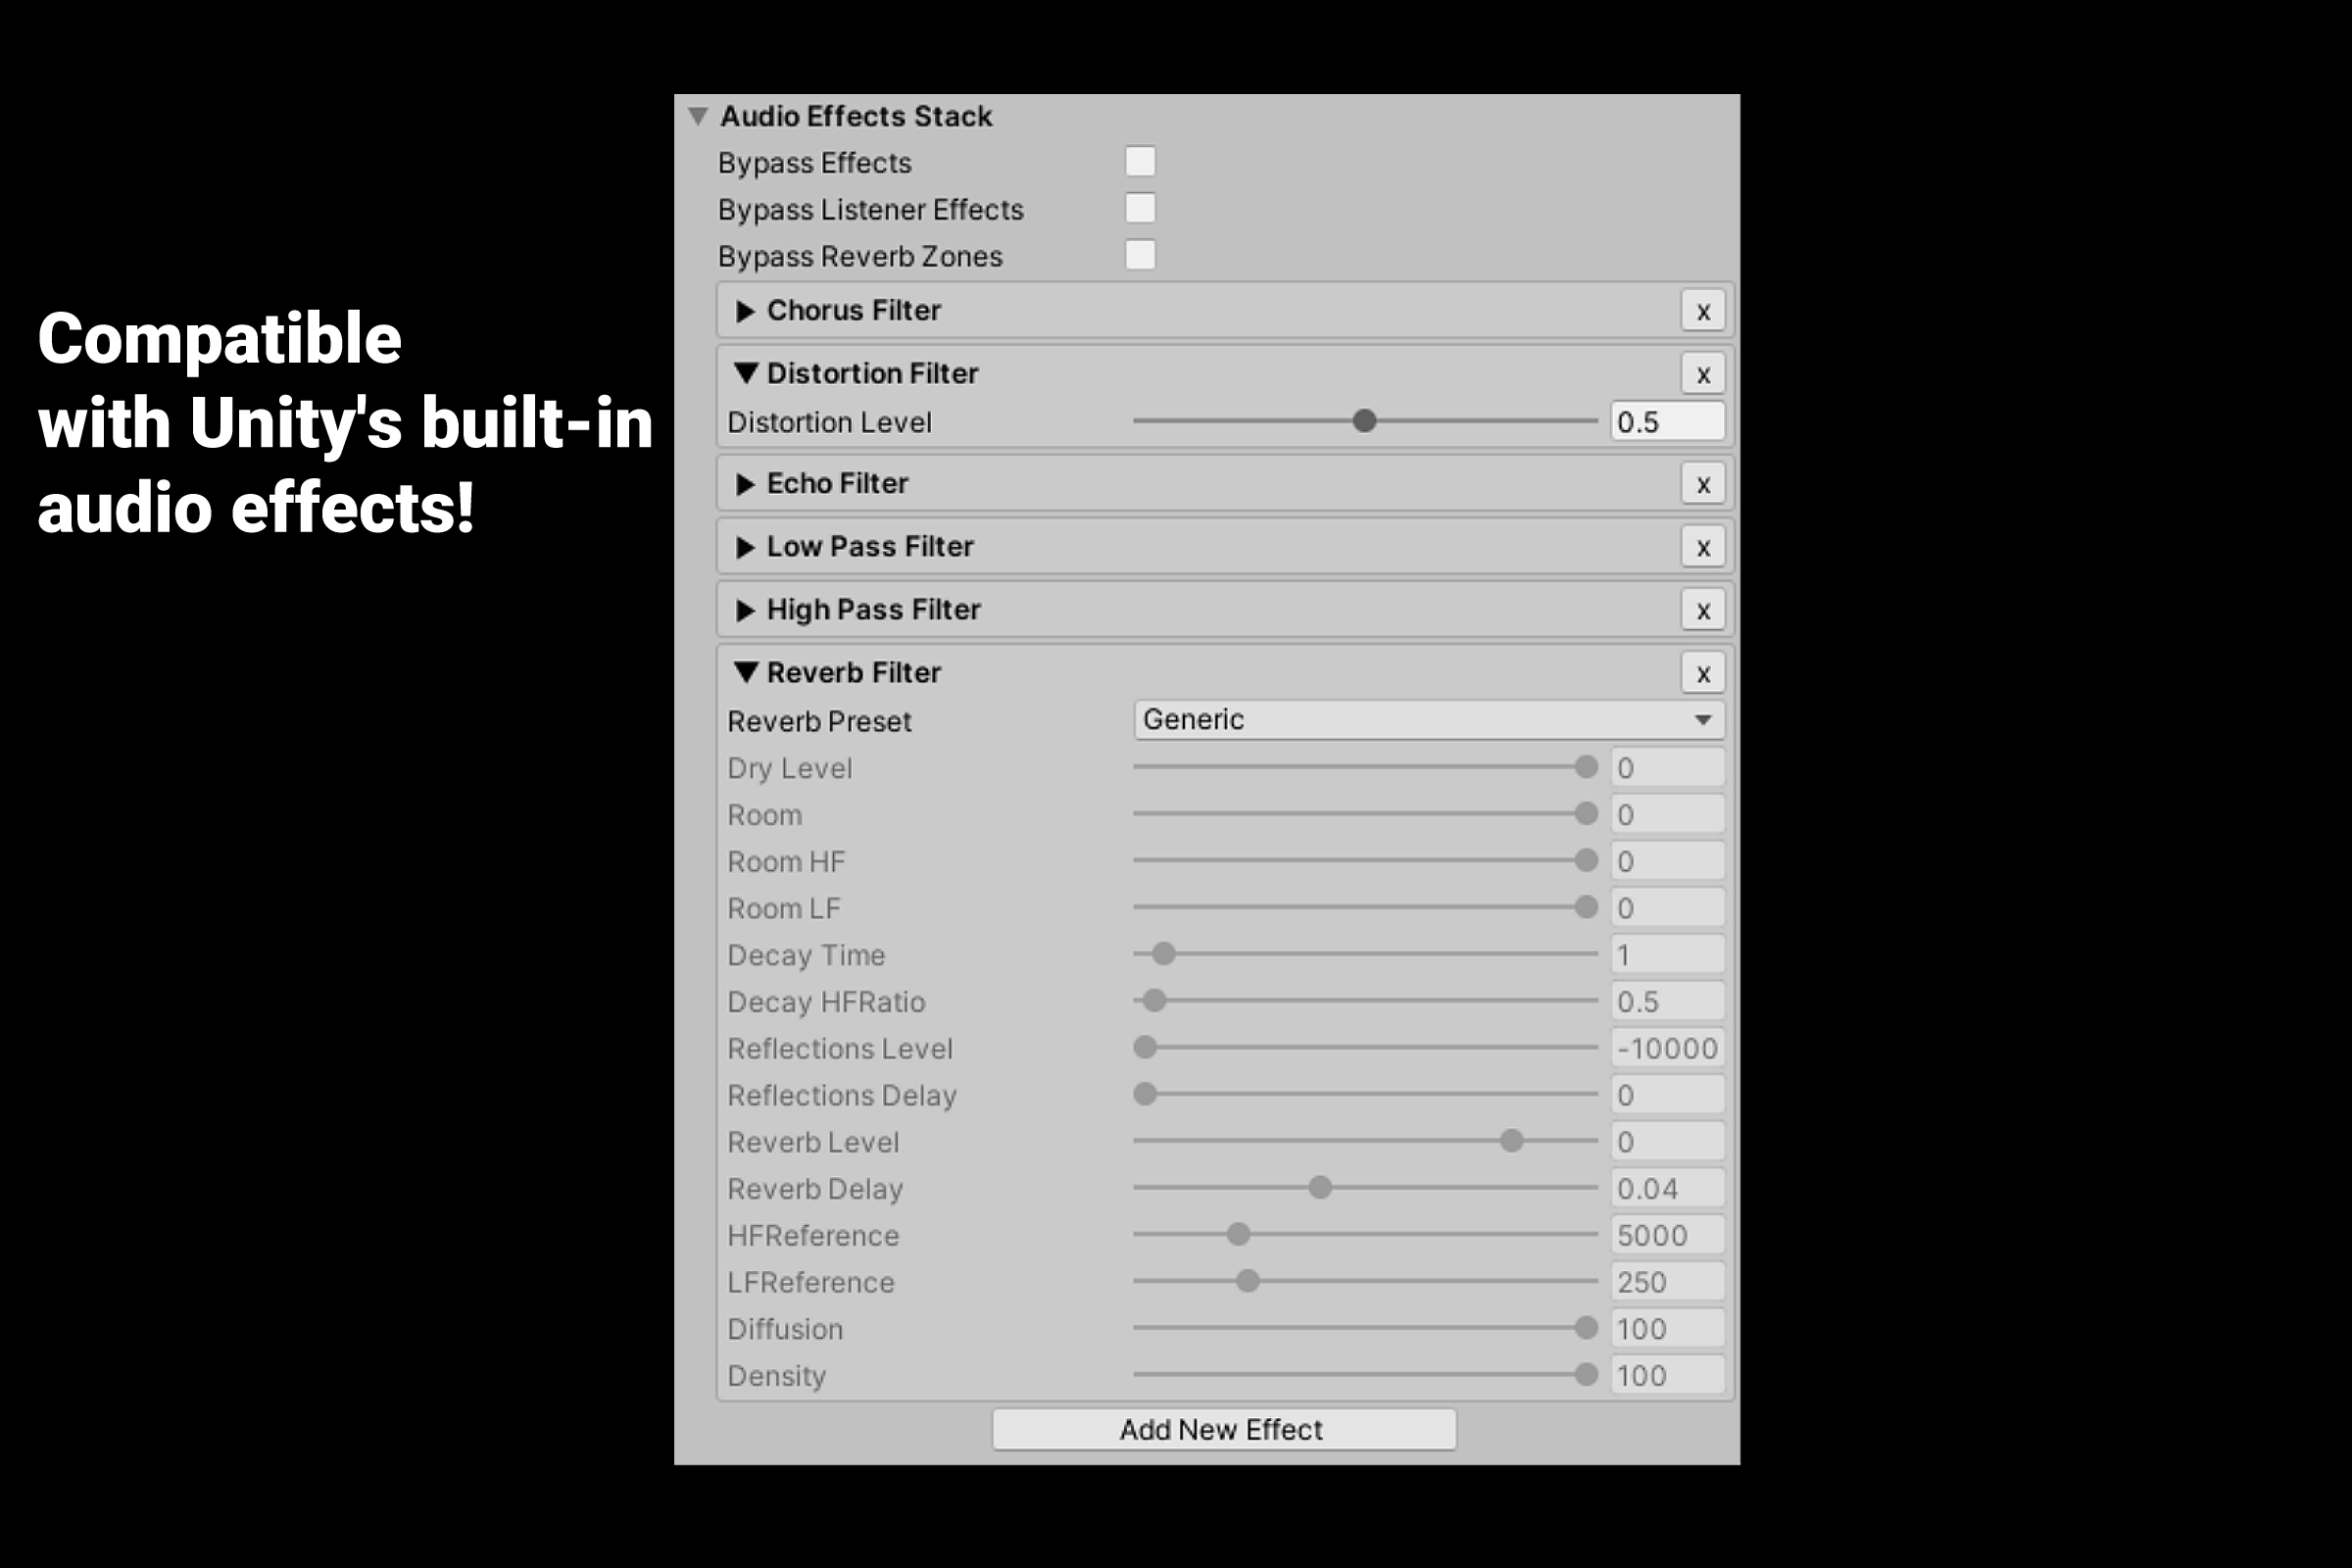 Compatible
with Unity's built-in
audio effects!
Audio Effects Stack
Bypass Effects
Bypass Listener Effects
Bypass Reverb Zones
Chorus Filter x
Distortion Filter x
Distortion Level 0.5
Echo Filter x
Low Pass Filter x
High Pass Filter x
Reverb Filter x
Reverb Preset Generic
Dry Level 0
Room 0
Room HF 0
Room LF 0
Decay Time 1
Decay HFRatio 0.5
Reflections Level -10000
Reflections Delay 0
Reverb Level 0
Reverb Delay 0.04
HFReference 5000
LFReference 250
Diffusion 100
Density 100
Add New Effect